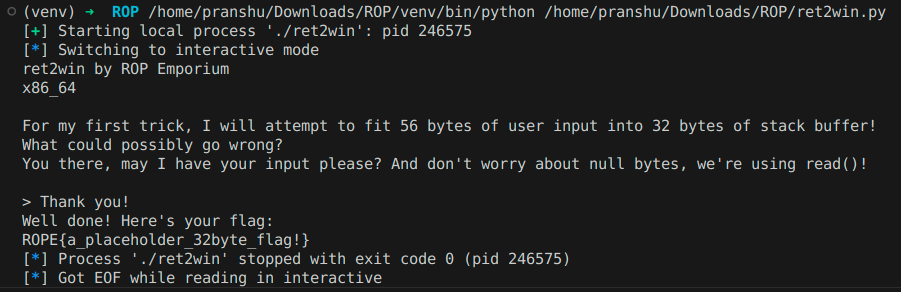 (venv) → ROP /home/pranshu/Downloads/ROP/venv/bin/python /home/pranshu/Downloads/ROP/ret2win.py
[+] Starting local process './ret2win': pid 246575
[*] Switching to interactive mode
ret2win by ROP Emporium
x86_64
For my first trick, I will attempt to fit 56 bytes of user input into 32 bytes of stack buffer!
What could possibly go wrong?
You there, may I have your input please? And don't worry about null bytes, we're using read()!
> Thank you!
Well done! Here's your flag:
ROPE{a_placeholder_32byte_flag!}
[*] Process './ret2win' stopped with exit code 0 (pid 246575)
[*] Got EOF while reading in interactive